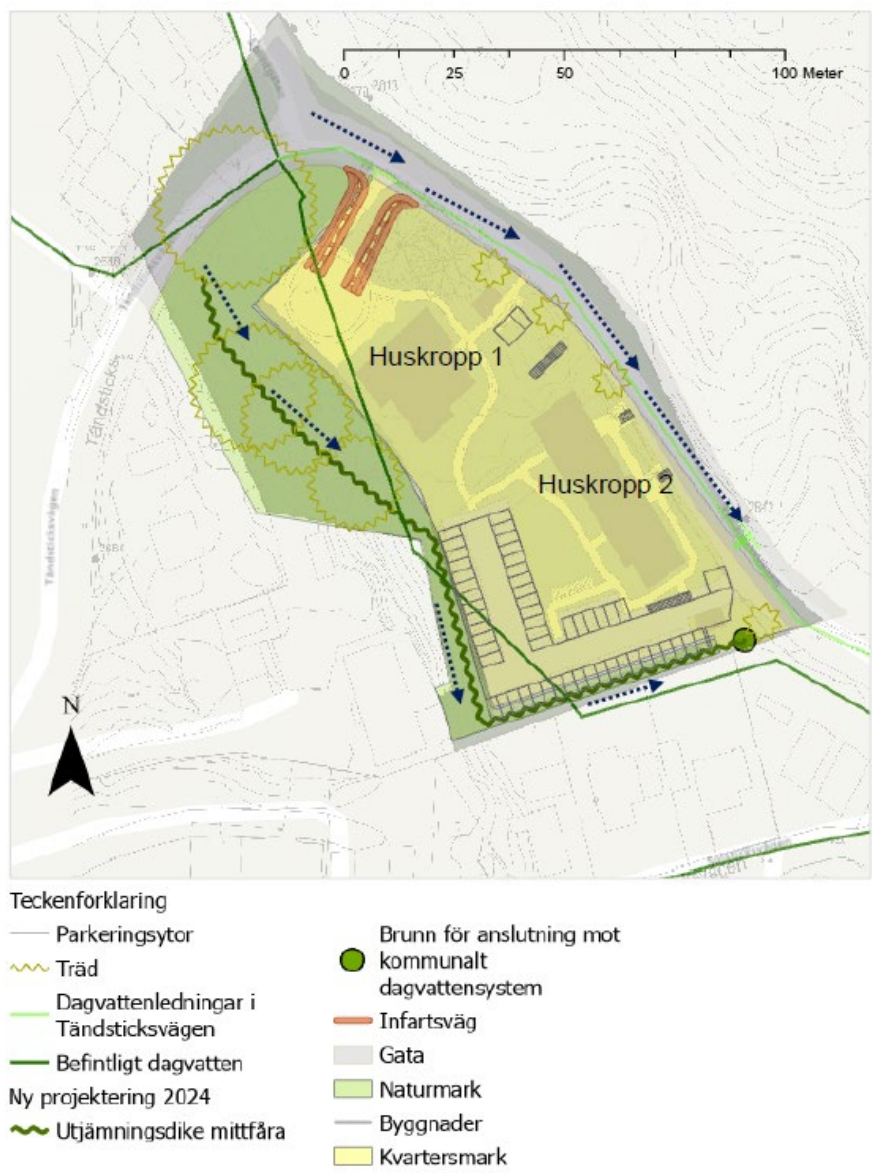 0 25 50 100 Meter
Tändsticks
Tändsticksvägen
Huskropp 1
Huskropp 2
N
Teckenförklaring
Parkeringsytor
Träd
Dagvattenledningar i
Tändsticksvägen
Befintligt dagvatten
Ny projektering 2024
Utjämningsdike mittfåra
Brunn för anslutning mot
kommunalt
dagvattensystem
Infartsväg
Gata
Naturmark
Byggnader
Kvartersmark